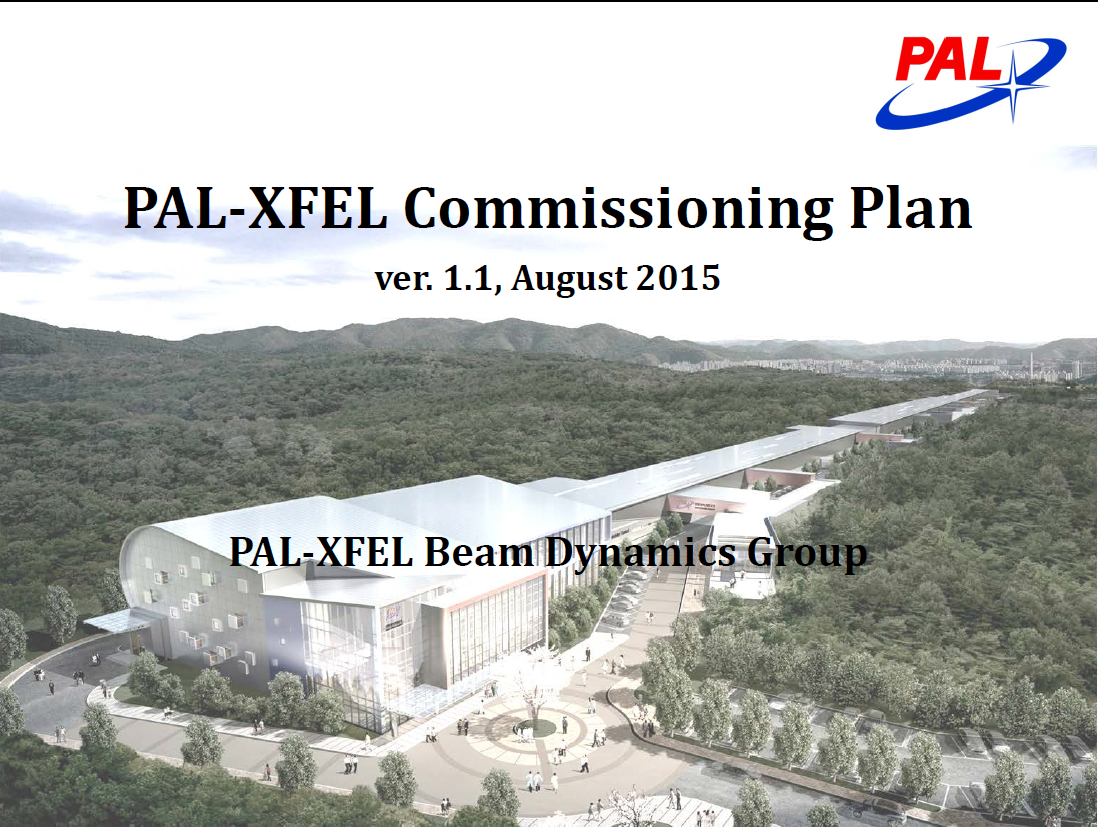 PAL
PAL-XFEL Commissioning Plan
ver. 1.1, August 2015
PAL-XFEL Beam Dynamics Group